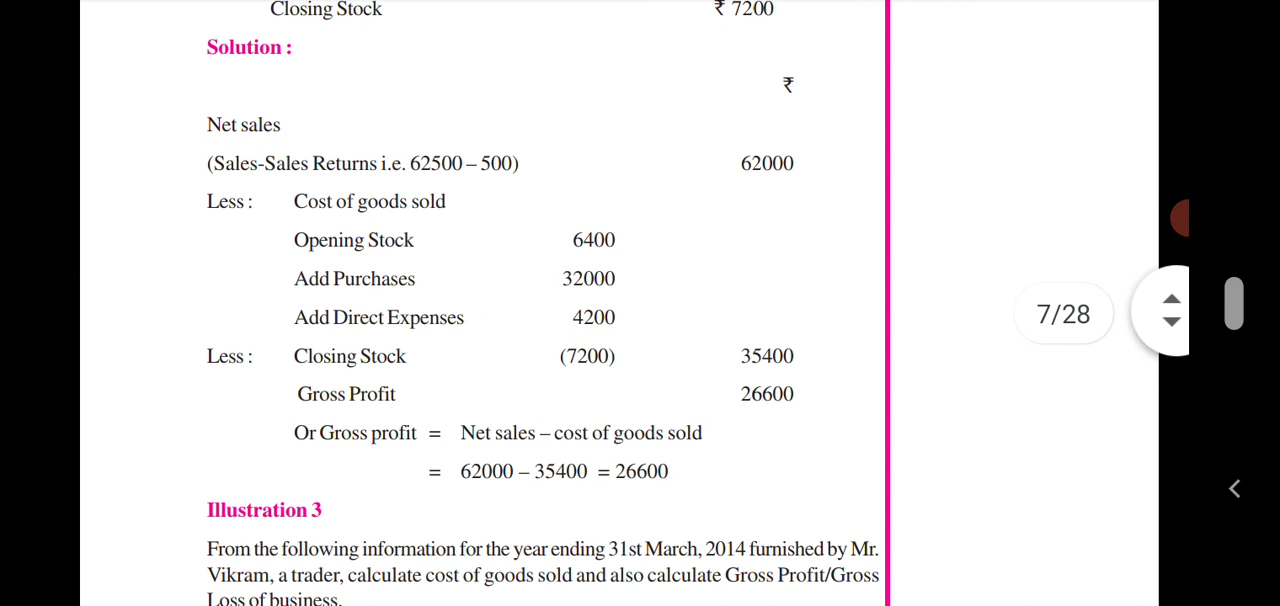 Closing Stock ₹ 7200
Solution :
₹
Net sales
(Sales-Sales Returns i.e. 62500 – 500) 62000
Less : Cost of goods sold
Opening Stock 6400
Add Purchases 32000
Add Direct Expenses 4200
Less : Closing Stock (7200) 35400
Gross Profit 26600
Or Gross profit = Net sales – cost of goods sold
= 62000 – 35400 = 26600
Illustration 3
From the following information for the year ending 31st March, 2014 furnished by Mr.
Vikram, a trader, calculate cost of goods sold and also calculate Gross Profit/Gross
Loss of business.
7/28